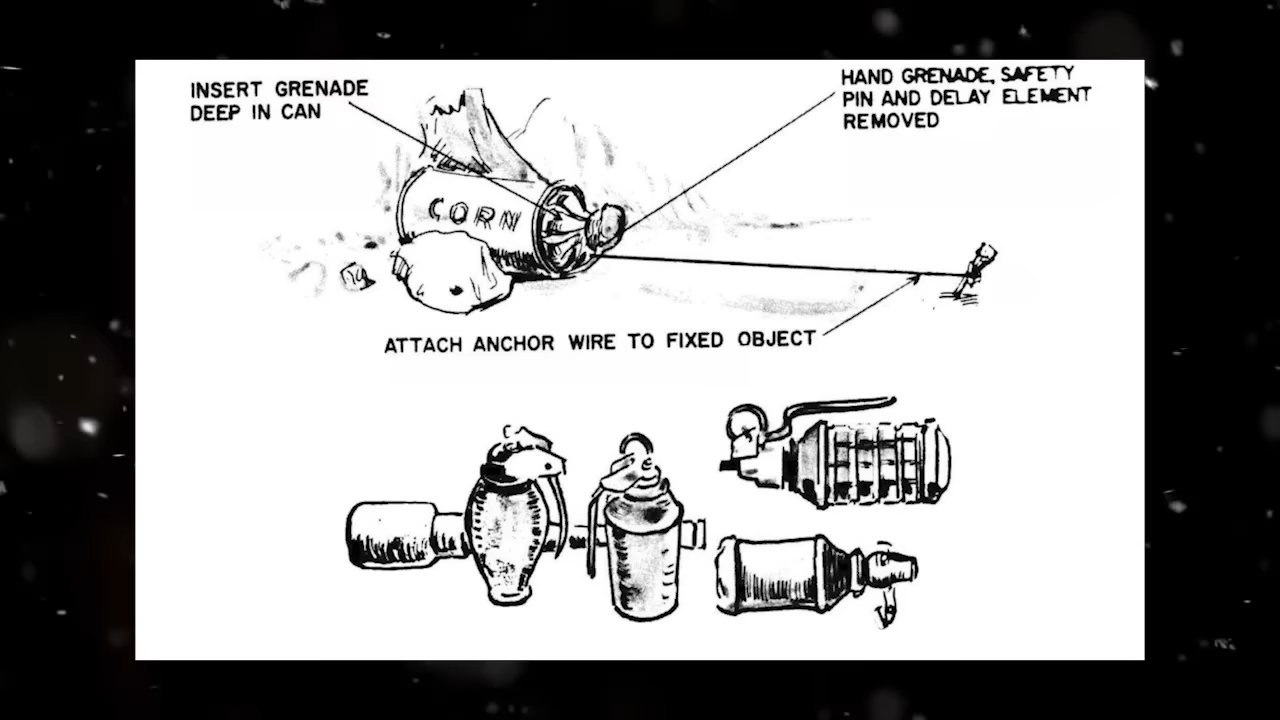 INSERT GRENADE
DEEP IN CAN
HAND GRENADE, SAFETY
PIN AND DELAY ELEMENT
REMOVED
CORN
ATTACH ANCHOR WIRE TO FIXED OBJECT